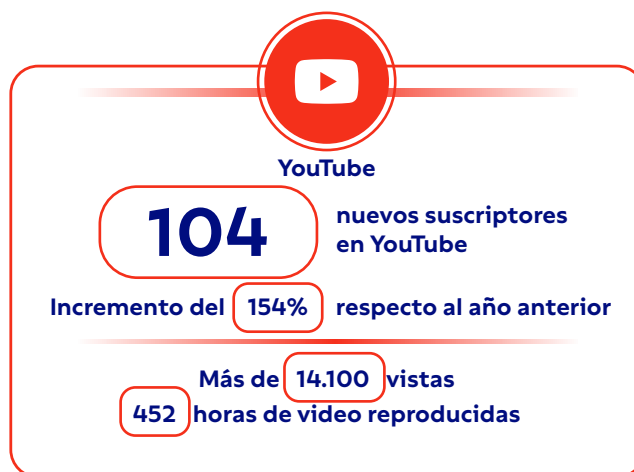 YouTube
104
nuevos suscriptores
en YouTube
Incremento del 154% respecto al año anterior
Más de 14.100 vistas
452 horas de video reproducidas